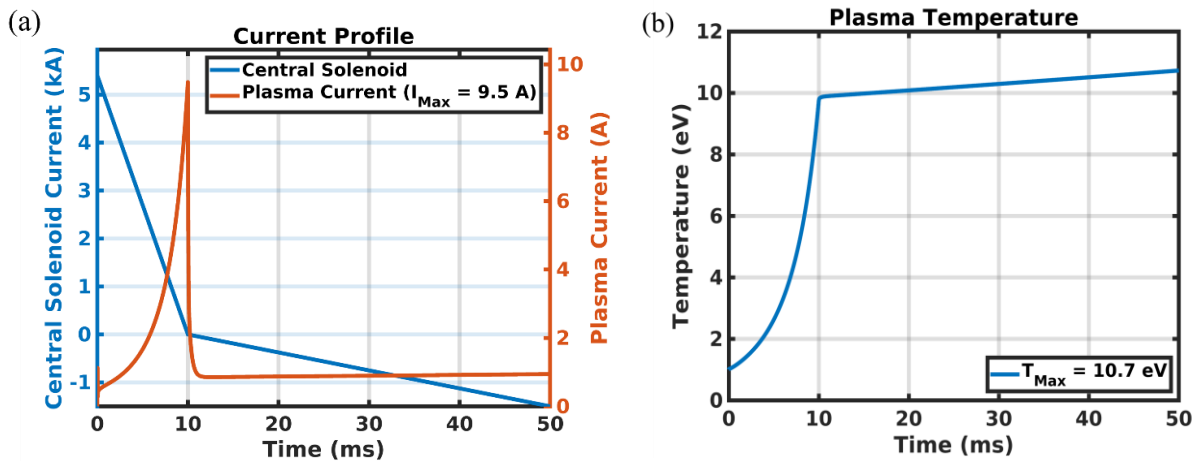 (a)
Current Profile
Central Solenoid
Plasma Current (I_Max = 9.5 A)
Central Solenoid Current (kA)
5
4
3
2
1
0
-1
10
8
6
4
2
0
Plasma Current (A)
0 10 20 30 40 50
Time (ms)
(b)
Plasma Temperature
Temperature (eV)
12
10
8
6
4
2
0
T_Max = 10.7 eV
0 10 20 30 40 50
Time (ms)